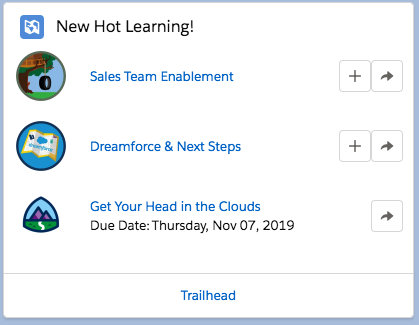 New Hot Learning!
Sales Team Enablement
Dreamforce & Next Steps
Get Your Head in the Clouds
Due Date: Thursday, Nov 07, 2019
Trailhead